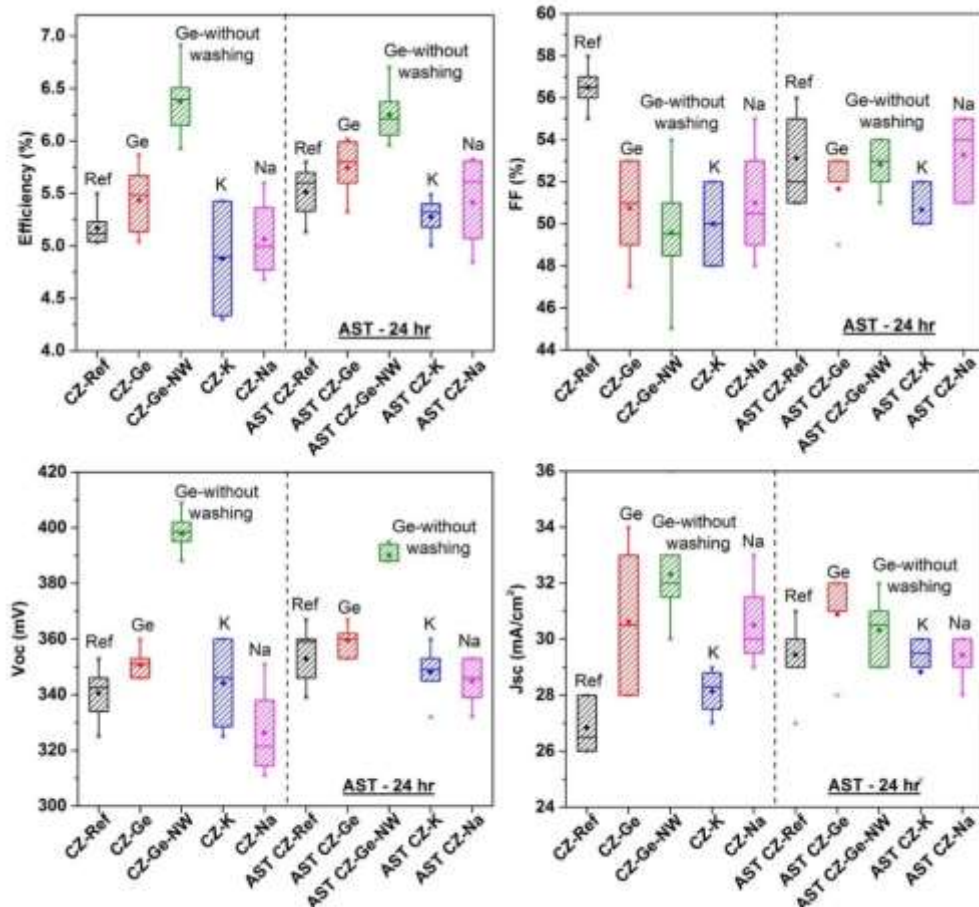 7.0
6.5
6.0
5.5
5.0
4.5
4.0
Efficiency (%)
Ref
Ge
Ge-without
washing
K
Na
Ref
Ge
Ge-without
washing
K
Na
AST - 24 hr
CZ-Ref
CZ-Ge
CZ-Ge-NW
CZ-K
CZ-Na
AST CZ-Ref
AST CZ-Ge
AST CZ-Ge-NW
AST CZ-K
AST CZ-Na
60
58
56
54
52
50
48
46
44
FF (%)
Ref
Ge
Ge-without
washing
K
Na
Ref
Ge
Ge-without
washing
K
Na
AST - 24 hr
CZ-Ref
CZ-Ge
CZ-Ge-NW
CZ-K
CZ-Na
AST CZ-Ref
AST CZ-Ge
AST CZ-Ge-NW
AST CZ-K
AST CZ-Na
420
400
380
360
340
320
300
Voc (mV)
Ref
Ge
Ge-without
washing
K
Na
Ref
Ge
Ge-without
washing
K
Na
AST - 24 hr
CZ-Ref
CZ-Ge
CZ-Ge-NW
CZ-K
CZ-Na
AST CZ-Ref
AST CZ-Ge
AST CZ-Ge-NW
AST CZ-K
AST CZ-Na
36
34
32
30
28
26
24
Jsc (mA/cm²)
Ref
Ge
Ge-without
washing
K
Na
Ref
Ge
Ge-without
washing
K
Na
AST - 24 hr
CZ-Ref
CZ-Ge
CZ-Ge-NW
CZ-K
CZ-Na
AST CZ-Ref
AST CZ-Ge
AST CZ-Ge-NW
AST CZ-K
AST CZ-Na